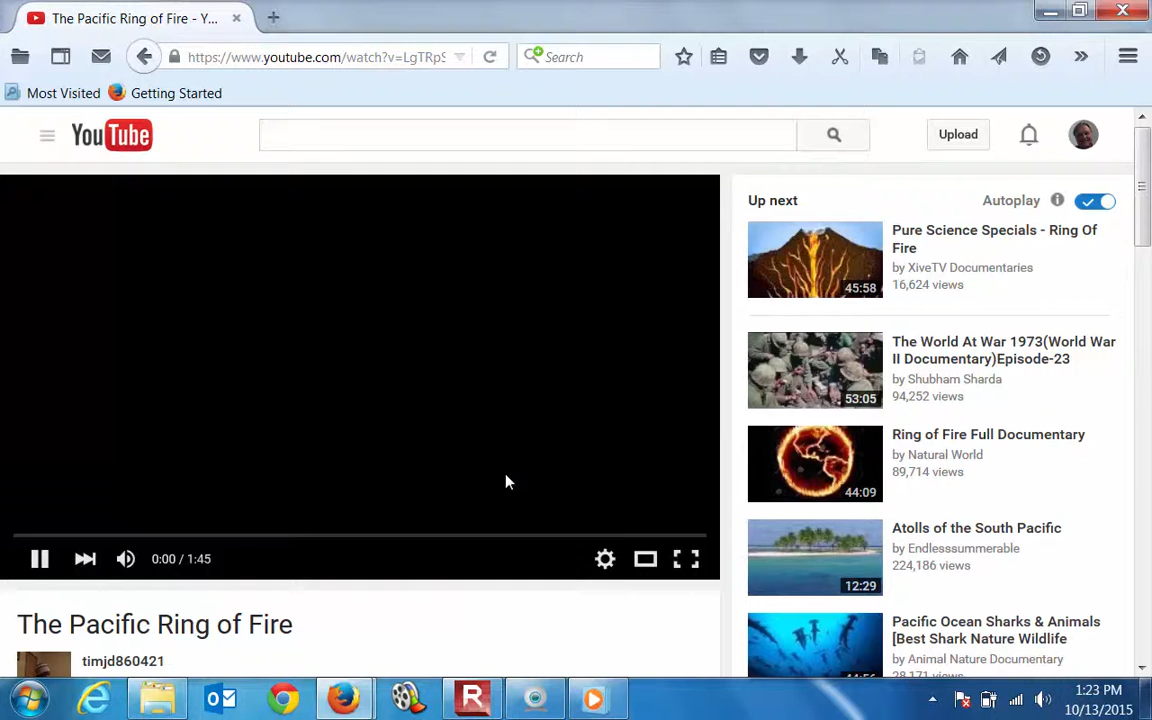 The Pacific Ring of Fire - Y...
https://www.youtube.com/watch?v=LgTRpS
Search
Most Visited
Getting Started
YouTube
Upload
Up next
Autoplay
Pure Science Specials - Ring Of
Fire
by XiveTV Documentaries
16,624 views
45:58
The World At War 1973(World War
II Documentary)Episode-23
by Shubham Sharda
94,252 views
53:05
Ring of Fire Full Documentary
by Natural World
89,714 views
44:09
Atolls of the South Pacific
by Endlesssummerable
224,186 views
12:29
Pacific Ocean Sharks & Animals
[Best Shark Nature Wildlife
by Animal Nature Documentary
28,171 views
0:00 / 1:45
The Pacific Ring of Fire
timjd860421
1:23 PM
10/13/2015